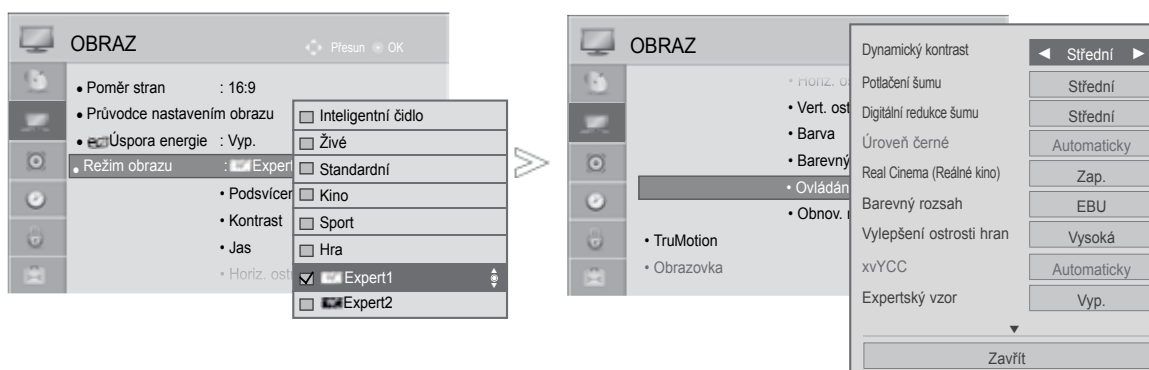 OBRAZ
Přesun OK
• Poměr stran : 16:9
• Průvodce nastavením obrazu
• Úspora energie : Vyp.
• Režim obrazu : Expert
• Podsvícen
• Kontrast
• Jas
• Horiz. ost
Inteligentní čidlo
Živé
Standardní
Kino
Sport
Hra
Expert1
Expert2
OBRAZ
• Horiz. o
• Vert. ost
• Barva
• Barevný
• Ovládán
• Obnov.
• TruMotion
• Obrazovka
Dynamický kontrast ◄ Střední ►
Potlačení šumu Střední
Digitální redukce šumu Střední
Úroveň černé Automaticky
Real Cinema (Reálné kino) Zap.
Barevný rozsah EBU
Vylepšení ostrosti hran Vysoká
xvYCC Automaticky
Expertský vzor Vyp.
▼
Zavřít